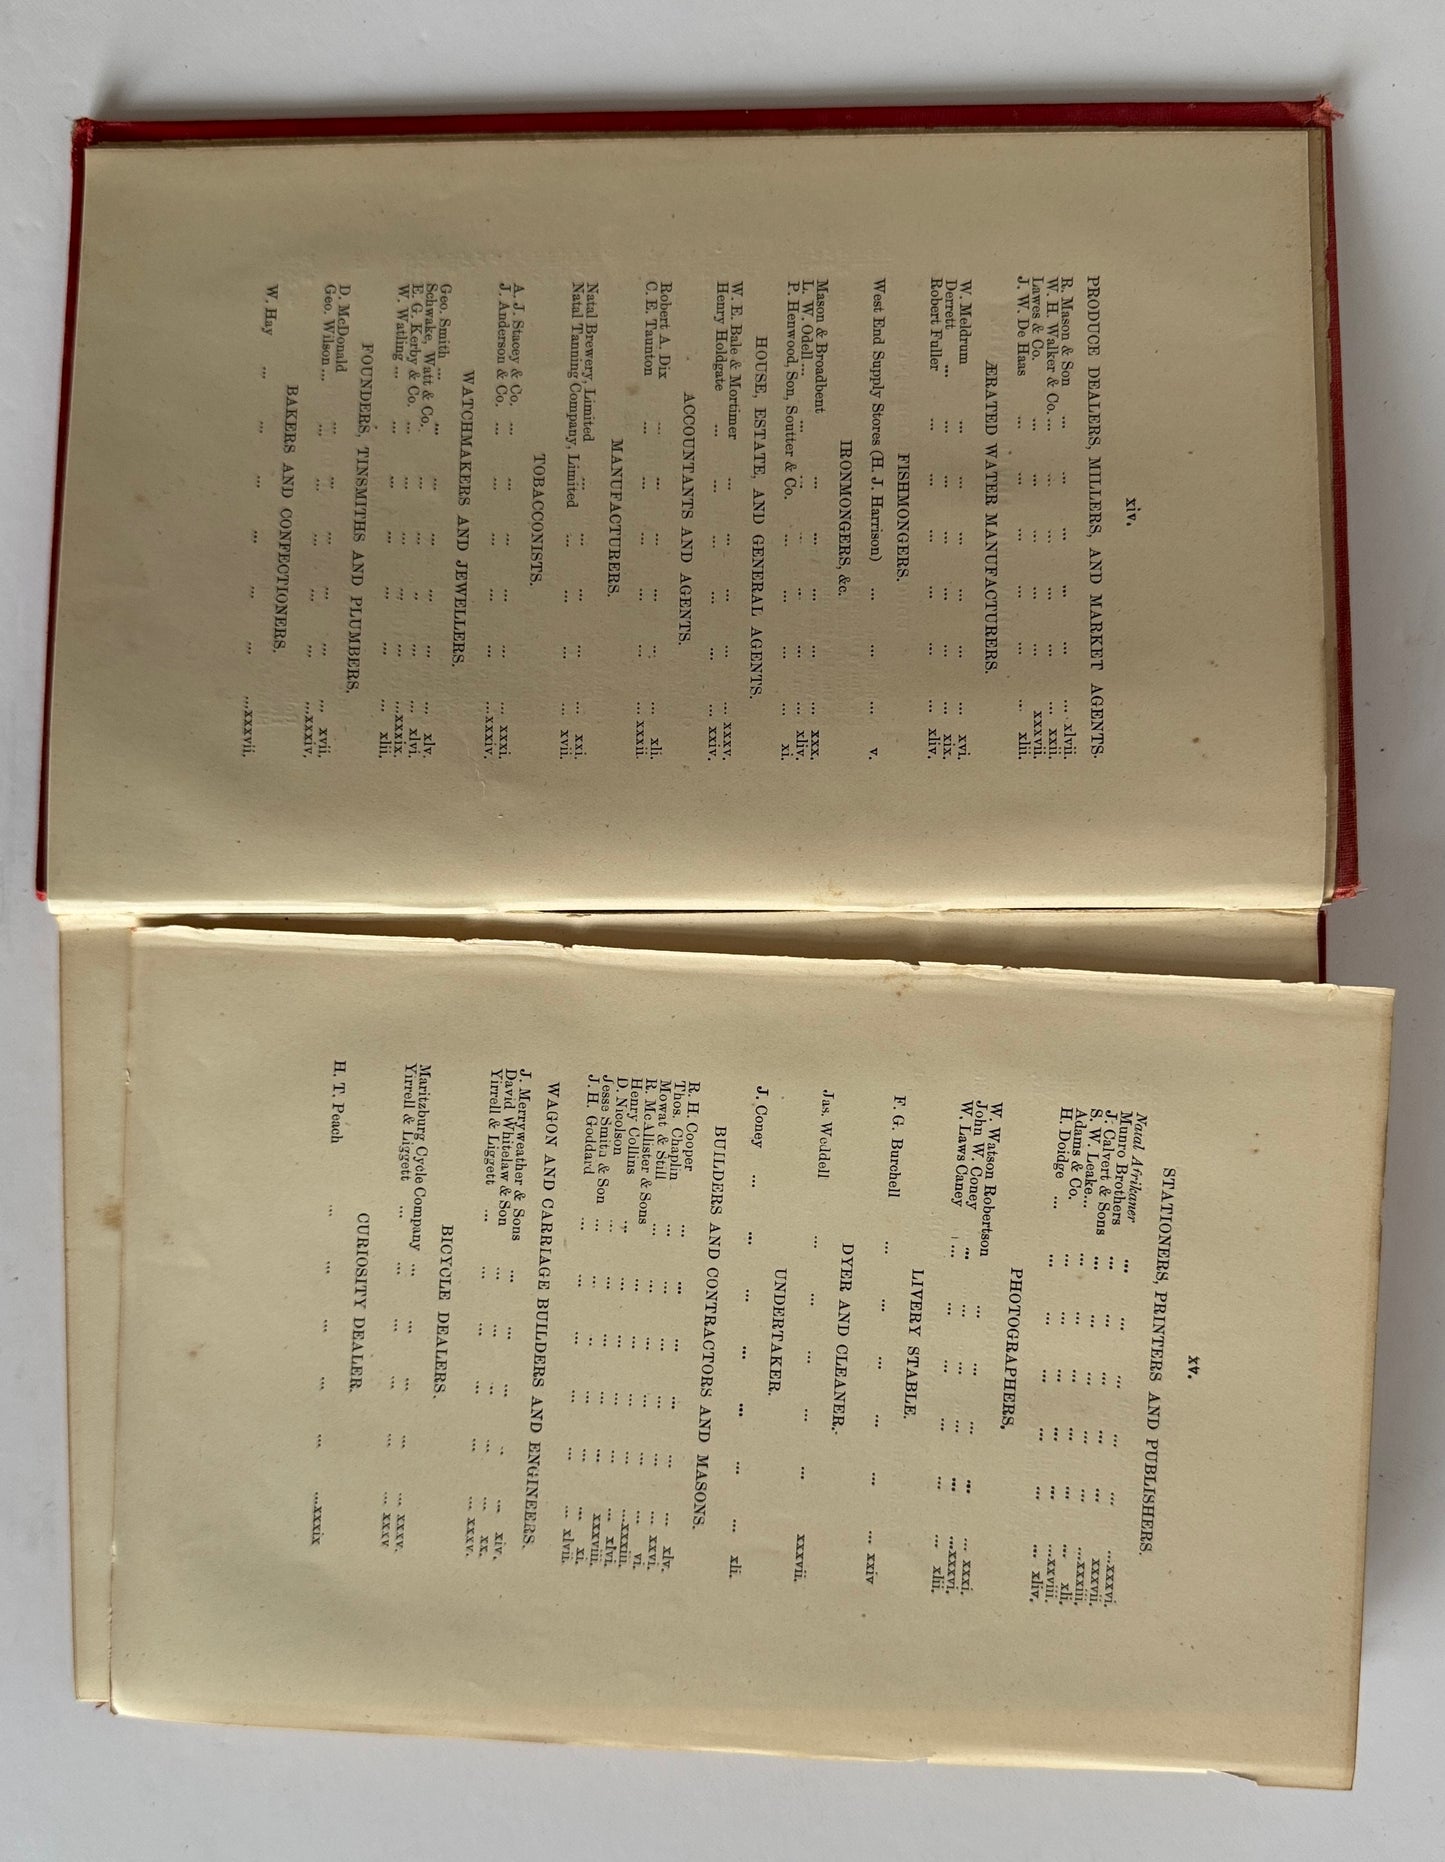 xiv.
PRODUCE DEALERS, MILLERS, AND MARKET AGENTS.
R. Mason & Son ... ... ... ... ... ... xlvii.
W. H. Walker & Co. ... ... ... ... ... ... xxii.
Lawes & Co. ... ... ... ... ... xxxvii.
J. W. De Haas ... ... ... ... ... ... xlii.
ÆRATED WATER MANUFACTURERS.
W. Meldrum ... ... ... ... ... ... xvi.
Derrett ... ... ... ... ... ... ... xix.
Robert Fuller ... ... ... ... ... ... xliv.
FISHMONGERS.
West End Supply Stores (H. J. Harrison) ... ... ... v.
IRONMONGERS, &c.
Mason & Broadbent ... ... ... ... ... xxx.
L. W. Odell... ... ... ... ... ... ... xliv.
P. Henwood, Son, Soutter & Co. ... ... ... ... xi.
HOUSE, ESTATE, AND GENERAL AGENTS.
W. E. Bale & Mortimer ... ... ... ... ... xxxv.
Henry Holdgate ... ... ... ... ... ... xxiv.
ACCOUNTANTS AND AGENTS.
Robert A. Dix ... ... ... ... ... ... xli.
C. E. Taunton ... ... ... ... ... ... xxxii.
MANUFACTURERS.
Natal Brewery, Limited ... ... ... ... ... xxi.
Natal Tanning Company, Limited ... ... ... ... xvii.
TOBACCONISTS.
A. J. Stacey & Co. ... ... ... ... ... ... xxxi.
J. Anderson & Co. ... ... ... ... ... ...xxxiv.
WATCHMAKERS AND JEWELLERS.
Geo. Smith ... ... ... ... ... ... ... xlv.
Schwake, Watt & Co. ... ... ... ... ... xlvi.
E. G. Kerby & Co. ... ... ... ... ... ...xxxix.
W. Watling ... ... ... ... ... ... ... xlii.
FOUNDERS, TINSMITHS AND PLUMBERS.
D. McDonald ... ... ... ... ... ... xvii.
Geo. Wilson ... ... ... ... ... ... ...xxxiv.
BAKERS AND CONFECTIONERS.
W. Hay ... ... ... ... ... ... ...xxxvii.
xv.
STATIONERS, PRINTERS AND PUBLISHERS.
Natal Afrikaner ... ... ... ... ... ...xxxvi.
Munro Brothers ... ... ... ... ... xxxvii.
J. Calvert & Sons ... ... ... ... ... ...xxxiii.
S. W. Leake... ... ... ... ... ... ... xli.
Adams & Co. ... ... ... ... ... ...xxviii.
H. Doidge ... ... ... ... ... ... ... xliv.
PHOTOGRAPHERS.
W. Watson Robertson ... ... ... ... ... xxxi.
John W. Coney ... ... ... ... ... ...xxxvi.
W. Laws Caney ... ... ... ... ... ... xlii.
LIVERY STABLE.
F. G. Burchell ... ... ... ... ... ... xxiv
DYER AND CLEANER.
Jas. Weddell ... ... ... ... ... xxxvii.
UNDERTAKER.
J. Coney ... ... ... ... ... ... ... xli.
BUILDERS AND CONTRACTORS AND MASONS.
R. H. Cooper ... ... ... ... ... ... xlv.
Thos. Chaplin ... ... ... ... ... ... xxvi.
Mowat & Still ... ... ... ... ... ... vi.
R. McAllister & Sons ... ... ... ... ... ...xxxiii.
Henry Collins ... ... ... ... ... ... xlvi.
D. Nicolson ... ... ... ... ... xxxviii.
Jesse Smith & Son ... ... ... ... ... ... xi.
J. H. Goddard ... ... ... ... ... ... xlvii.
WAGON AND CARRIAGE BUILDERS AND ENGINEERS.
J. Merryweather & Sons ... ... ... ... ... xiv.
David Whitelaw & Son ... ... ... ... ... xx.
Yirrell & Liggett ... ... ... ... ... ... xxxv.
BICYCLE DEALERS.
Maritzburg Cycle Company ... ... ... ... ... xxxv.
Yirrell & Liggett ... ... ... ... ... ... xxxv
CURIOSITY DEALER.
H. T. Peach ... ... ... ... ... ...xxxix